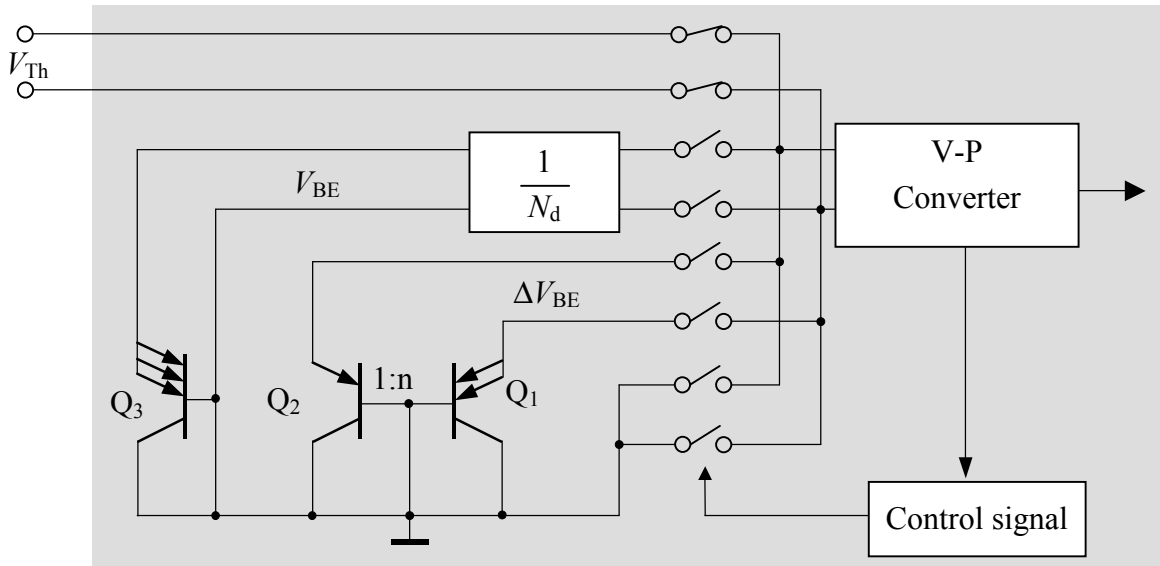 V_Th
V_BE
1
N_d
V-P
Converter
ΔV_BE
1:n
Q_3
Q_2
Q_1
Control signal